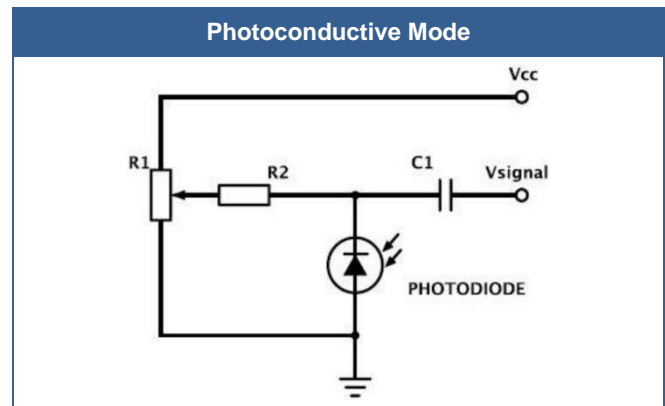 Photoconductive Mode
Vcc
R1
R2
C1
Vsignal
PHOTODIODE